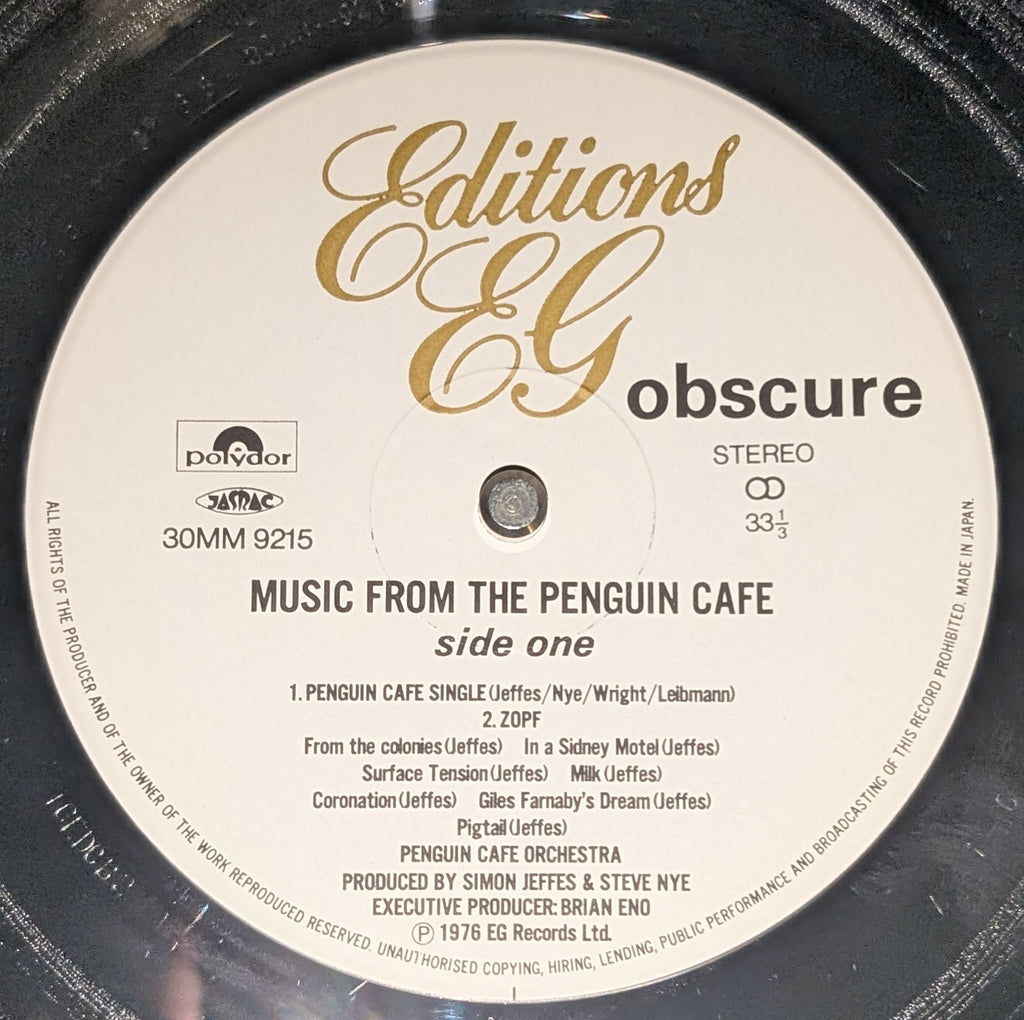 Editions
EG obscure
polydor
JASRAC
30MM 9215
STEREO
33⅓
MUSIC FROM THE PENGUIN CAFE
side one
1. PENGUIN CAFE SINGLE (Jeffes/Nye/Wright/Leibmann)
2. ZOPF
From the colonies (Jeffes) In a Sidney Motel (Jeffes)
Surface Tension (Jeffes) Milk (Jeffes)
Coronation (Jeffes) Giles Farnaby's Dream (Jeffes)
Pigtail (Jeffes)
PENGUIN CAFE ORCHESTRA
PRODUCED BY SIMON JEFFES & STEVE NYE
EXECUTIVE PRODUCER: BRIAN ENO
Ⓟ 1976 EG Records Ltd.
ALL RIGHTS OF THE PRODUCER AND OF THE OWNER OF THE WORK REPRODUCED RESERVED. UNAUTHORISED COPYING, HIRING, LENDING, PUBLIC PERFORMANCE AND BROADCASTING OF THIS RECORD PROHIBITED. MADE IN JAPAN.